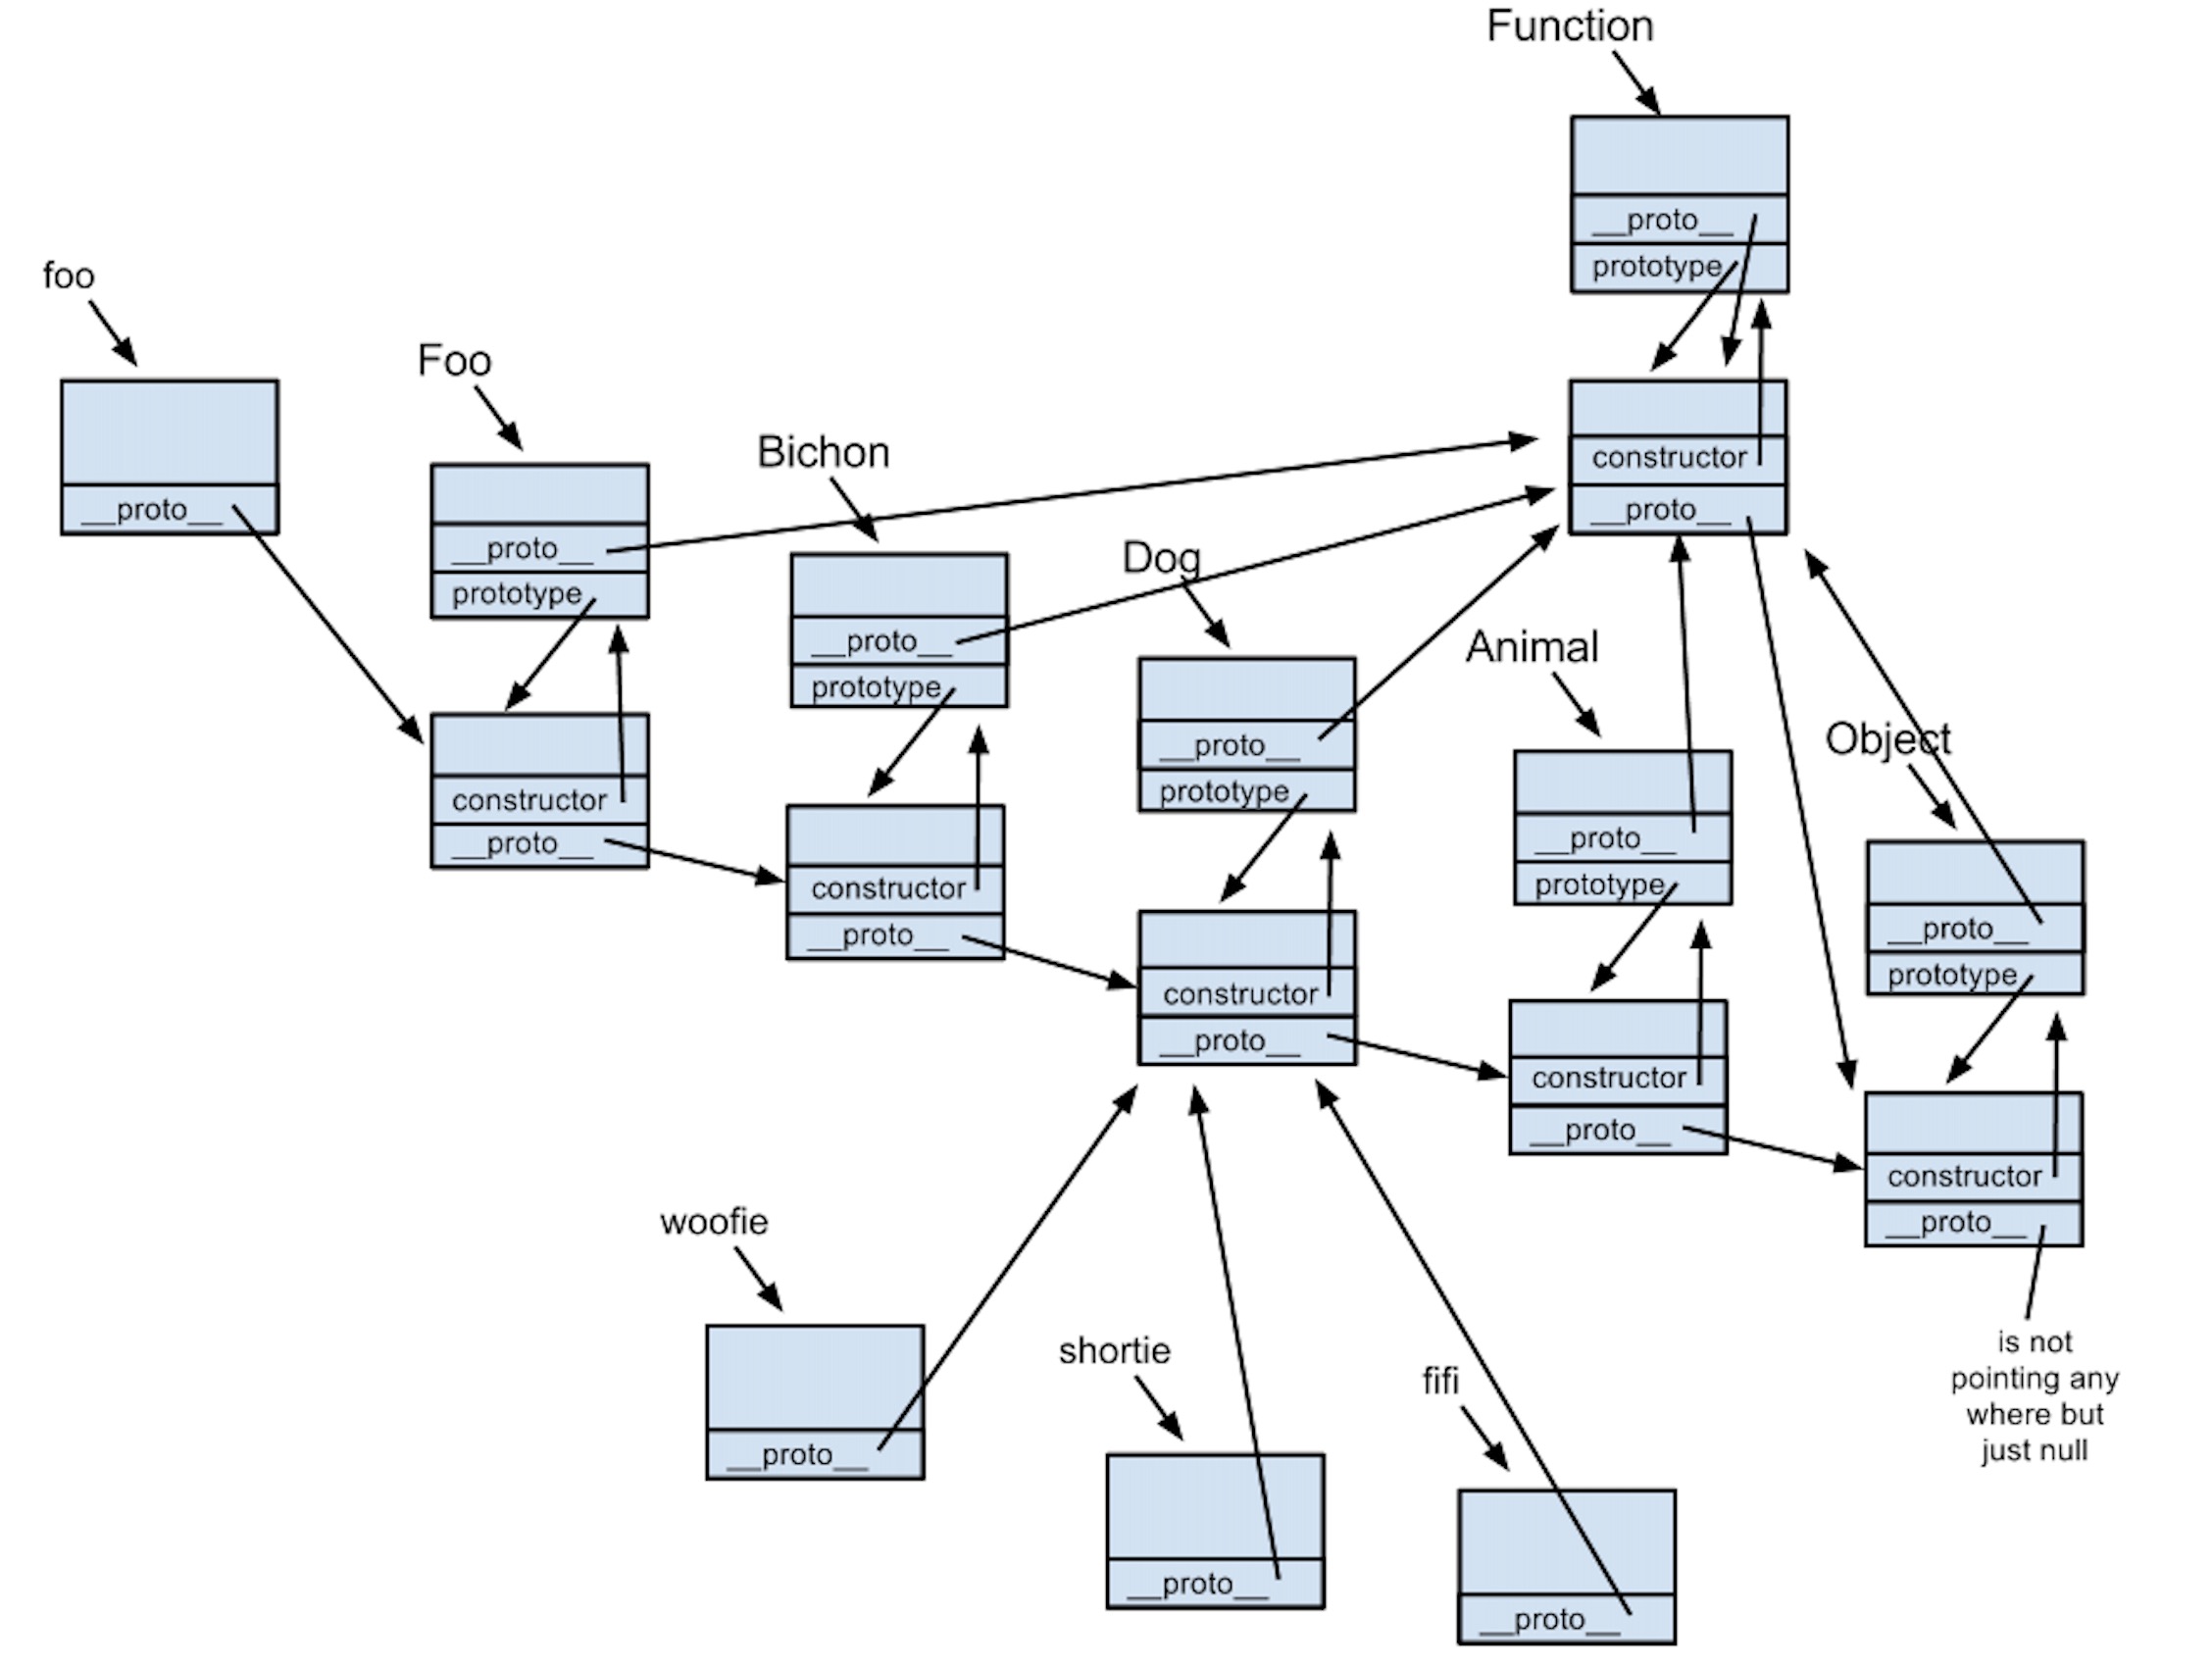 Function
__proto__
prototype
foo
__proto__
Foo
__proto__
prototype
constructor
__proto__
Bichon
__proto__
prototype
constructor
__proto__
constructor
__proto__
Dog
__proto__
prototype
constructor
__proto__
Animal
__proto__
prototype
constructor
__proto__
Object
__proto__
prototype
constructor
__proto__
is not
pointing any
where but
just null
woofie
__proto__
shortie
__proto__
fifi
__proto__